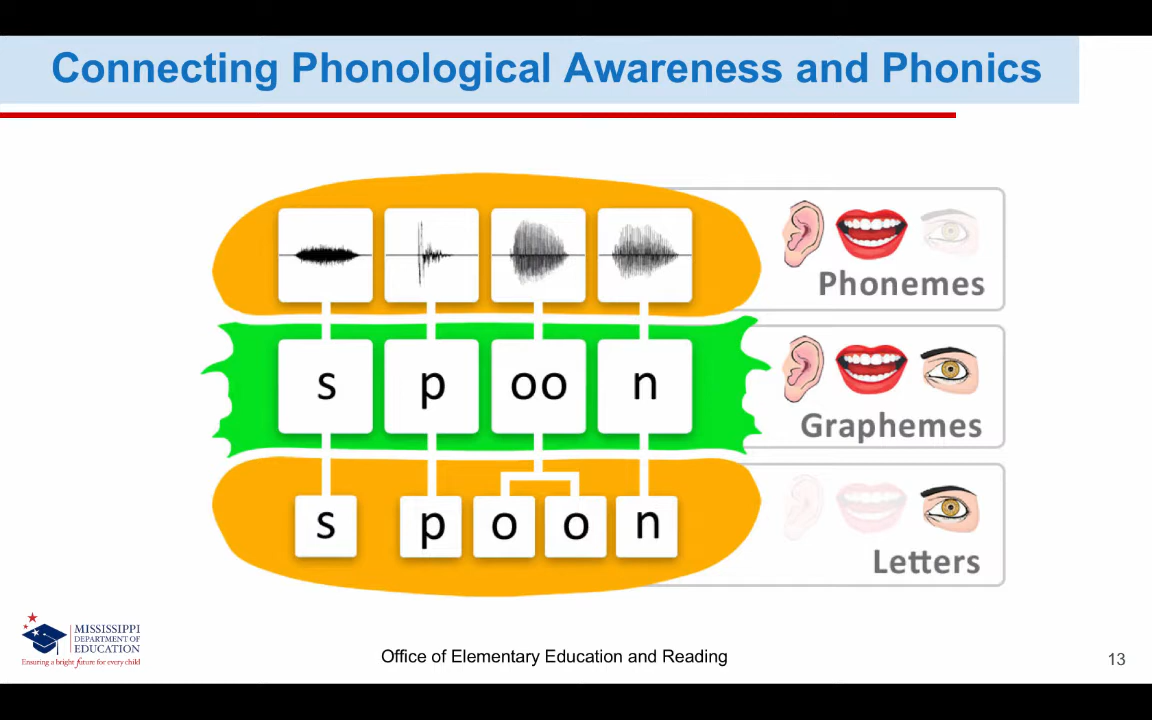 Connecting Phonological Awareness and Phonics
Phonemes
s p oo n
Graphemes
s p o o n
Letters
MISSISSIPPI
DEPARTMENT OF
EDUCATION
Ensuring a bright future for every child
Office of Elementary Education and Reading
13